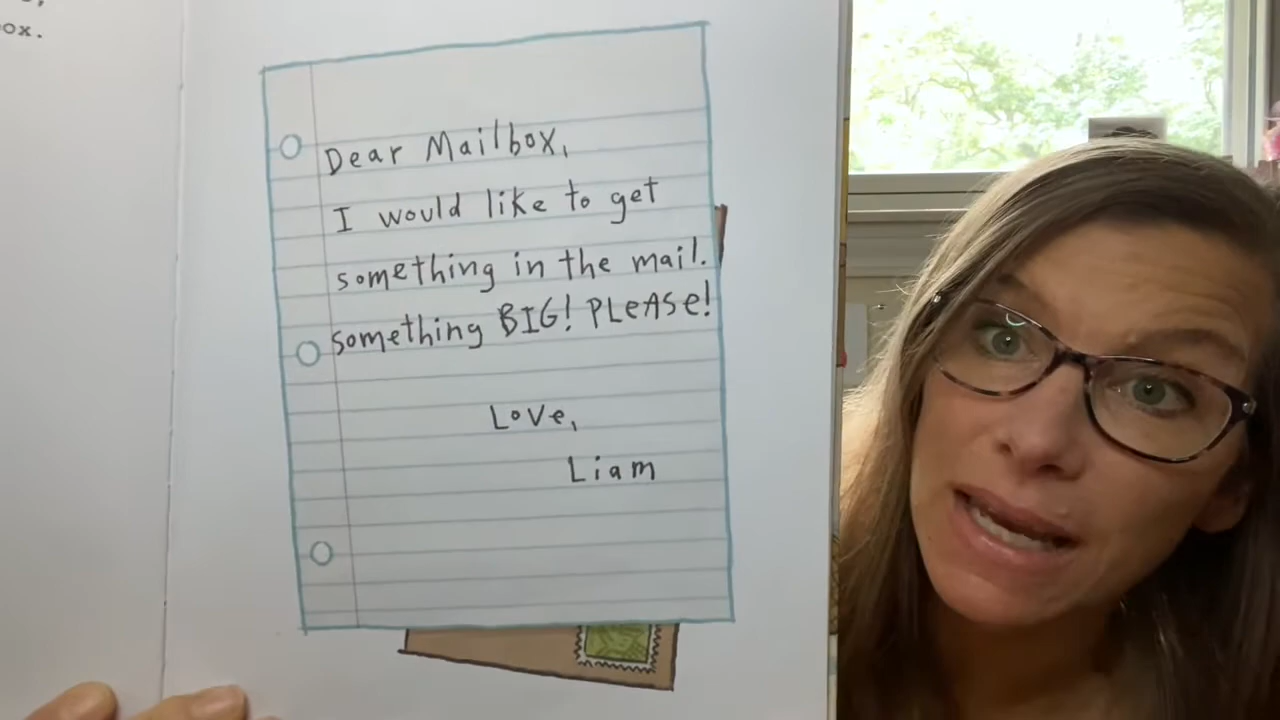 ox.
Dear Mailbox,
I would like to get
something in the mail.
something BIG! PLeASe!
Love,
Liam